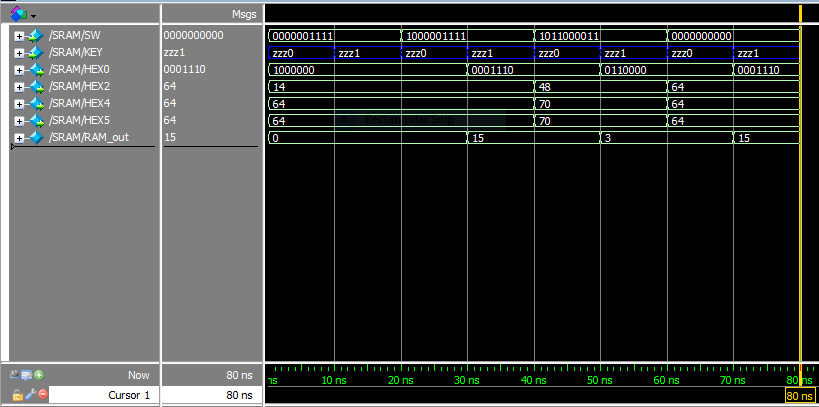 Msgs
/SRAM/SW 0000000000 0000001111 1000001111 1011000011 0000000000
/SRAM/KEY zzz1 zzz0 zzz1 zzz0 zzz1 zzz0 zzz1 zzz0 zzz1
/SRAM/HEX0 0001110 1000000 0001110 0110000 0001110
/SRAM/HEX2 64 14 48 64
/SRAM/HEX4 64 64 70 64
/SRAM/HEX5 64 64 70 64
Rectangular Snip
/SRAM/RAM_out 15 0 15 3 15
Now 80 ns ns 10 ns 20 ns 30 ns 40 ns 50 ns 60 ns 70 ns 80 ns
Cursor 1 80 ns 80 ns